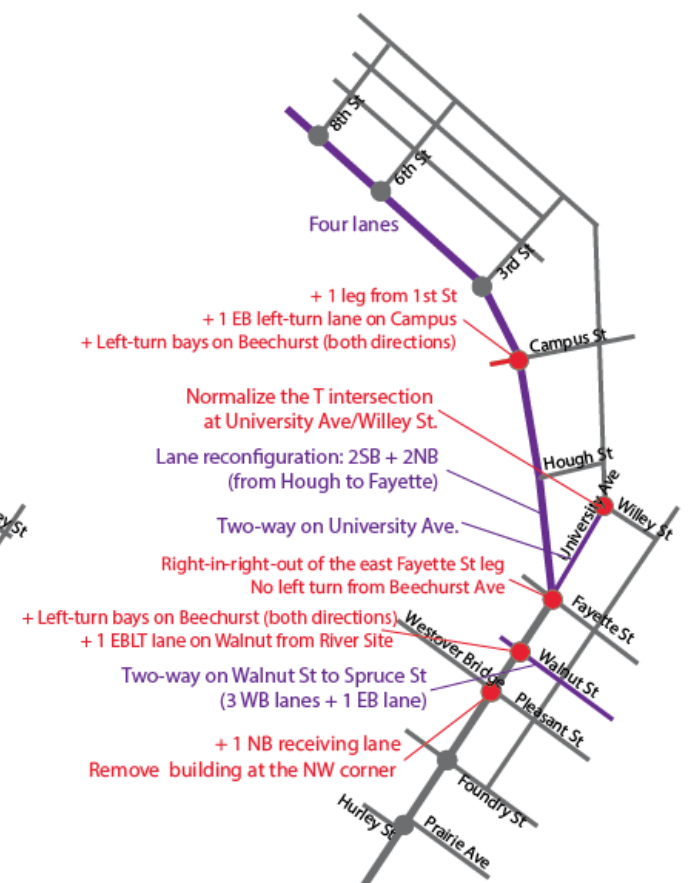 8th St
6th St
Four lanes
3rd St
+ 1 leg from 1st St
+ 1 EB left-turn lane on Campus
+ Left-turn bays on Beechurst (both directions)
Campus St
Normalize the T intersection
at University Ave/Willey St.
Lane reconfiguration: 2SB + 2NB
(from Hough to Fayette)
Hough St
University Ave
Willey St
Two-way on University Ave.
Right-in-right-out of the east Fayette St leg
No left turn from Beechurst Ave
Fayette St
+ Left-turn bays on Beechurst (both directions)
+ 1 EBLT lane on Walnut from River Site
Westover Bridge
Walnut St
Two-way on Walnut St to Spruce St
(3 WB lanes + 1 EB lane)
Pleasant St
+ 1 NB receiving lane
Remove building at the NW corner
Foundry St
Hurley St
Prairie Ave